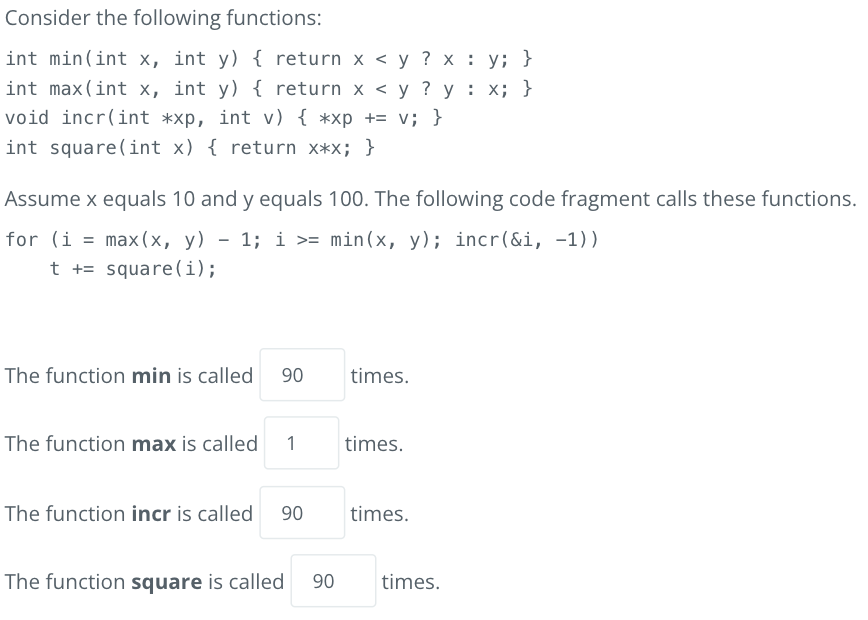 Consider the following functions:
int min(int x, int y) { return x < y ? x : y; }
int max(int x, int y) { return x < y ? y : x; }
void incr(int *xp, int v) { *xp += v; }
int square(int x) { return x*x; }
Assume x equals 10 and y equals 100. The following code fragment calls these functions.
for (i = max(x, y) - 1; i >= min(x, y); incr(&i, -1))
    t += square(i);
The function min is called 90 times.
The function max is called 1 times.
The function incr is called 90 times.
The function square is called 90 times.